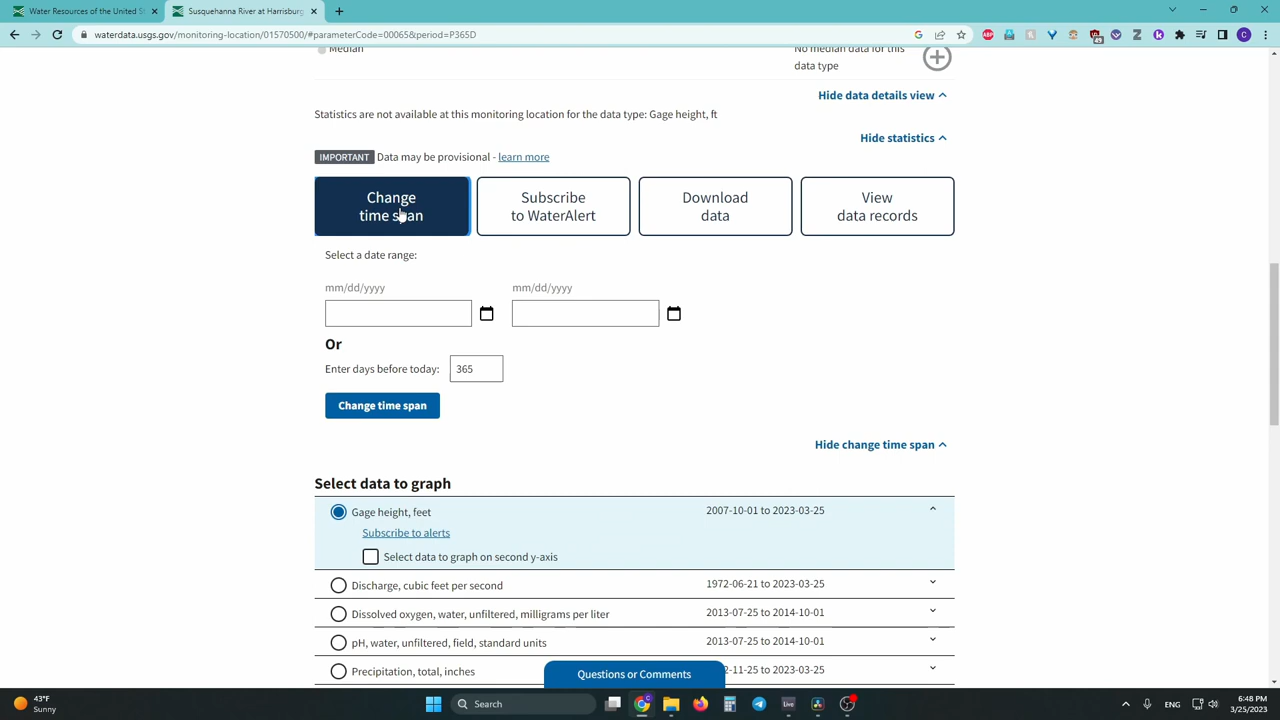 Water Resources of the United St
Susquehanna River at Harrisburg
waterdata.usgs.gov/monitoring-location/01570500/#parameterCode=00065&period=P365D
Median
No median data for this
data type
Hide data details view
Statistics are not available at this monitoring location for the data type: Gage height, ft
Hide statistics
IMPORTANT Data may be provisional - learn more
Change
time span
Subscribe
to WaterAlert
Download
data
View
data records
Select a date range:
mm/dd/yyyy
mm/dd/yyyy
Or
Enter days before today: 365
Change time span
Hide change time span
Select data to graph
Gage height, feet 2007-10-01 to 2023-03-25
Subscribe to alerts
Select data to graph on second y-axis
Discharge, cubic feet per second 1972-06-21 to 2023-03-25
Dissolved oxygen, water, unfiltered, milligrams per liter 2013-07-25 to 2014-10-01
pH, water, unfiltered, field, standard units 2013-07-25 to 2014-10-01
Precipitation, total, inches 2-11-25 to 2023-03-25
Questions or Comments
43°F
Sunny
Search
Live
ENG
6:48 PM
3/25/2023